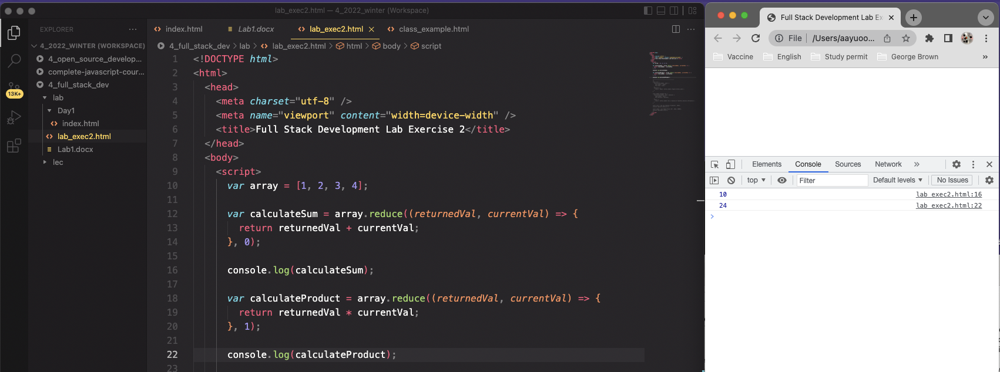 lab_exec2.html — 4_2022_winter (Workspace)
EXPLORER
4_2022_WINTER (WORKSPACE)
4_open_source_develop...
complete-javascript-cour...
4_full_stack_dev
lab
Day1
index.html
lab_exec2.html
Lab1.docx
lec
13K+
index.html Lab1.docx lab_exec2.html class_example.html
4_full_stack_dev > lab > lab_exec2.html > html > body > script
1 <!DOCTYPE html>
2 <html>
3 <head>
4 <meta charset="utf-8" />
5 <meta name="viewport" content="width=device-width" />
6 <title>Full Stack Development Lab Exercise 2</title>
7 </head>
8 <body>
9 <script>
10 var array = [1, 2, 3, 4];
11
12 var calculateSum = array.reduce((returnedVal, currentVal) => {
13 return returnedVal + currentVal;
14 }, 0);
15
16 console.log(calculateSum);
17
18 var calculateProduct = array.reduce((returnedVal, currentVal) => {
19 return returnedVal * currentVal;
20 }, 1);
21
22 console.log(calculateProduct);
23
Full Stack Development Lab Ex
File | /Users/aayuoo...
Vaccine English Study permit George Brown »
Elements Console Sources Network »
top Filter Default levels No Issues
10 lab_exec2.html:16
24 lab_exec2.html:22
>